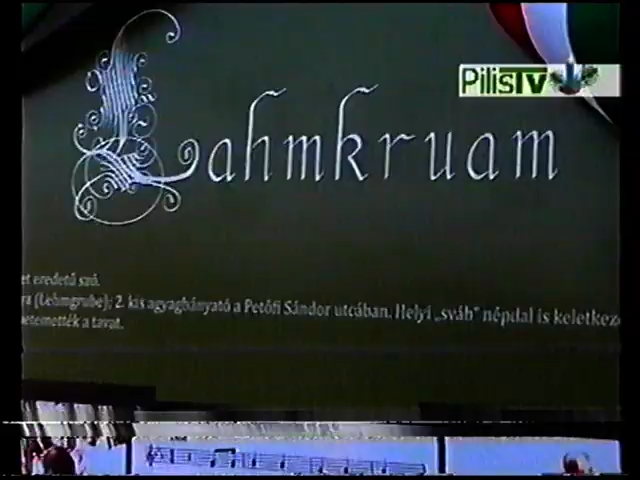 PilisTV
Lahmkruam
et eredetű szó.
ra (Lehmgrube); 2. kis agyagbányató a Petőfi Sándor utcában. Helyi „sváb” népdal is keletkez
betemették a tavat.